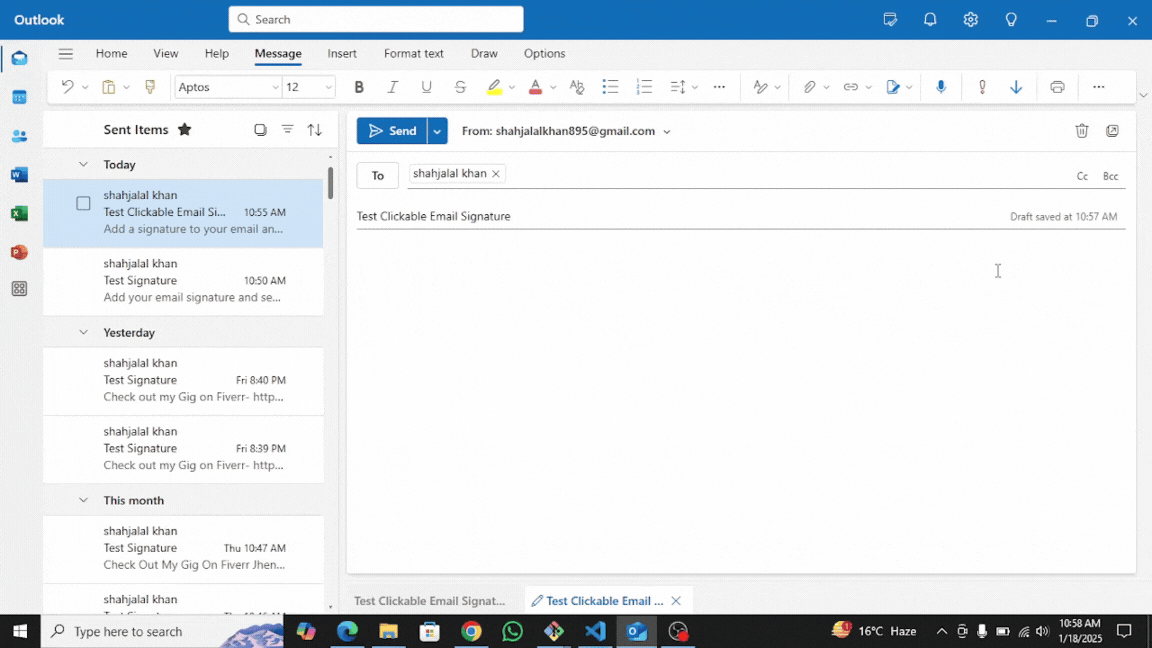 Outlook
Search
Home View Help Message Insert Format text Draw Options
Aptos 12 B I U S
Sent Items
Send From: shahjalalkhan895@gmail.com
To shahjalal khan Cc Bcc
Test Clickable Email Signature Draft saved at 10:57 AM
Today
shahjalal khan
Test Clickable Email Si... 10:55 AM
Add a signature to your email an...
shahjalal khan
Test Signature 10:50 AM
Add your email signature and se...
Yesterday
shahjalal khan
Test Signature Fri 8:40 PM
Check out my Gig on Fiverr- http...
shahjalal khan
Test Signature Fri 8:39 PM
Check out my Gig on Fiverr- http...
This month
shahjalal khan
Test Signature Thu 10:47 AM
Check Out My Gig On Fiverr Jhen...
shahjalal khan
Test Clickable Email Signat... Test Clickable Email ...
Type here to search
16°C Haze
10:58 AM
1/18/2025